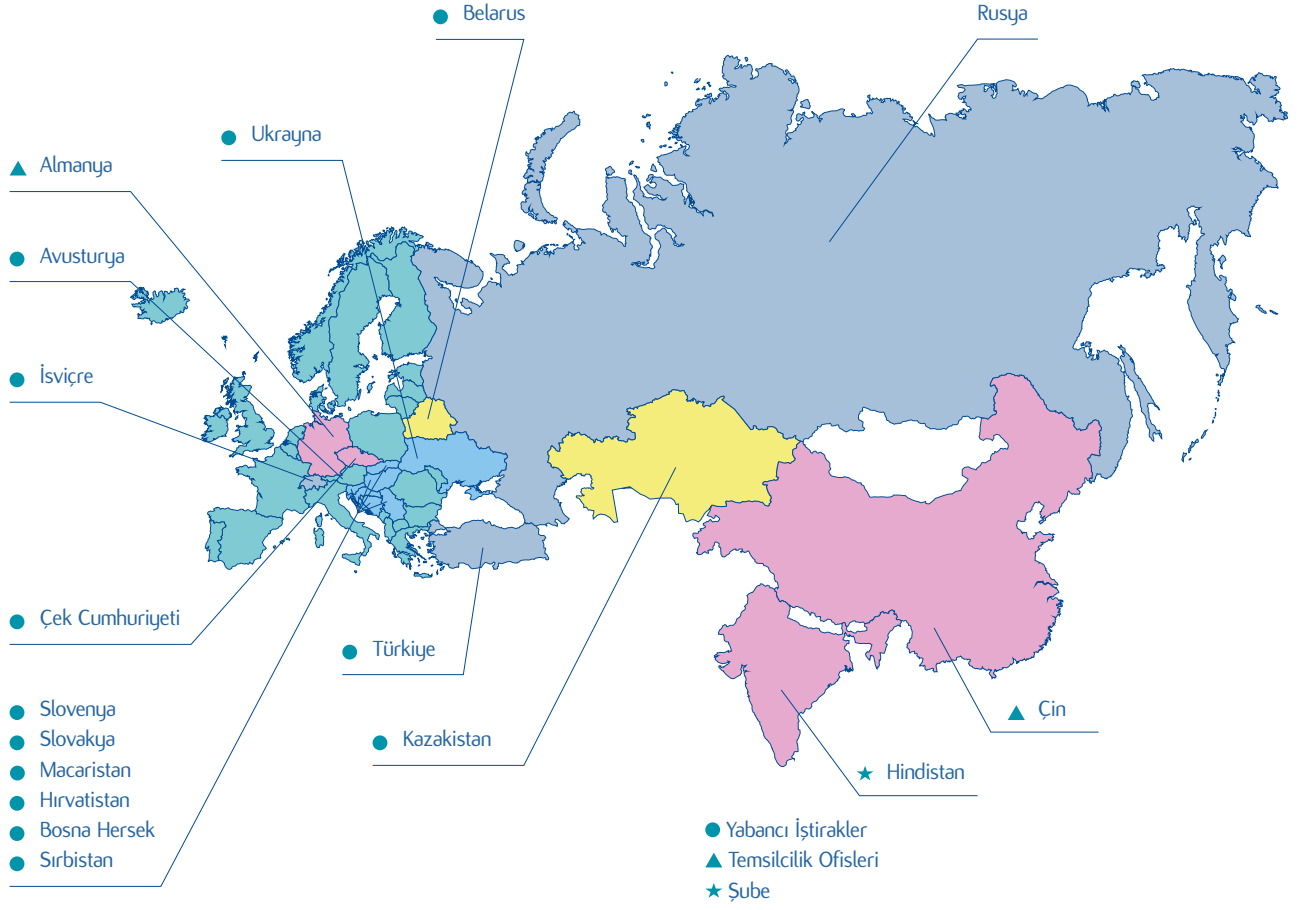 Belarus
Rusya
Ukrayna
Almanya
Avusturya
İsviçre
Çek Cumhuriyeti
Türkiye
Slovenya
Slovakya
Macaristan
Hırvatistan
Bosna Hersek
Sırbistan
Kazakistan
Çin
Hindistan
Yabancı İştirakler
Temsilcilik Ofisleri
Şube